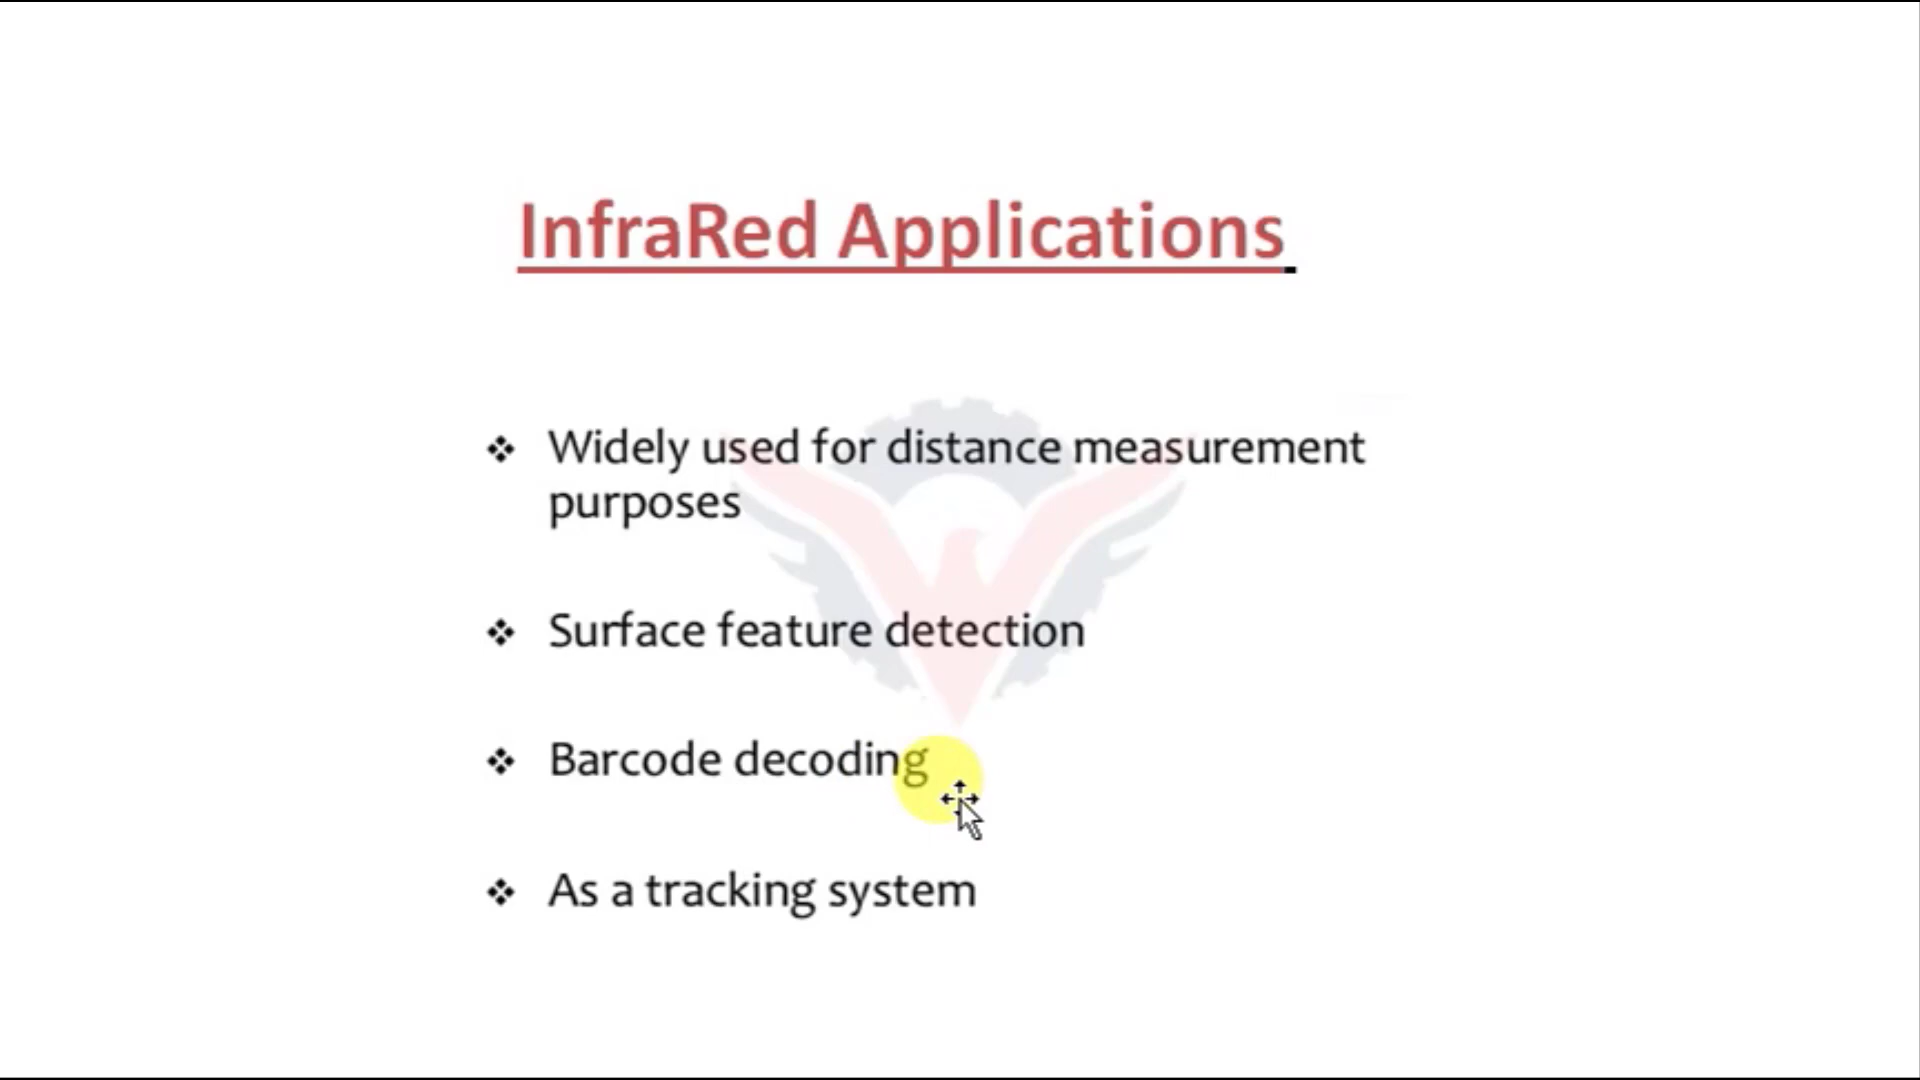 InfraRed Applications
❖ Widely used for distance measurement
purposes
❖ Surface feature detection
❖ Barcode decoding
❖ As a tracking system